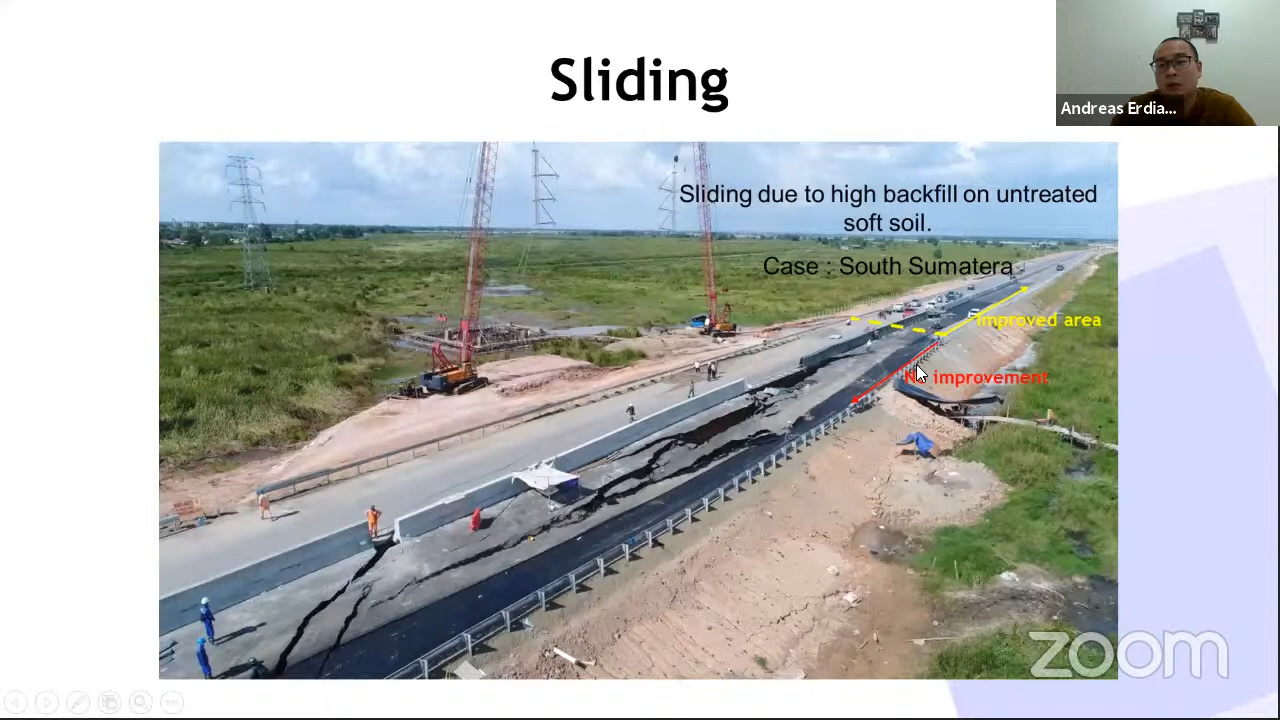 Sliding
Andreas Erdia...
Sliding due to high backfill on untreated
soft soil.
Case : South Sumatera
Improved area
No improvement
zoom